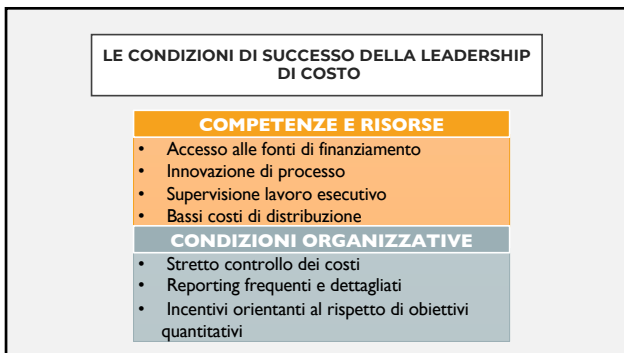 LE CONDIZIONI DI SUCCESSO DELLA LEADERSHIP
DI COSTO
COMPETENZE E RISORSE
• Accesso alle fonti di finanziamento
• Innovazione di processo
• Supervisione lavoro esecutivo
• Bassi costi di distribuzione
CONDIZIONI ORGANIZZATIVE
• Stretto controllo dei costi
• Reporting frequenti e dettagliati
• Incentivi orientanti al rispetto di obiettivi
quantitativi